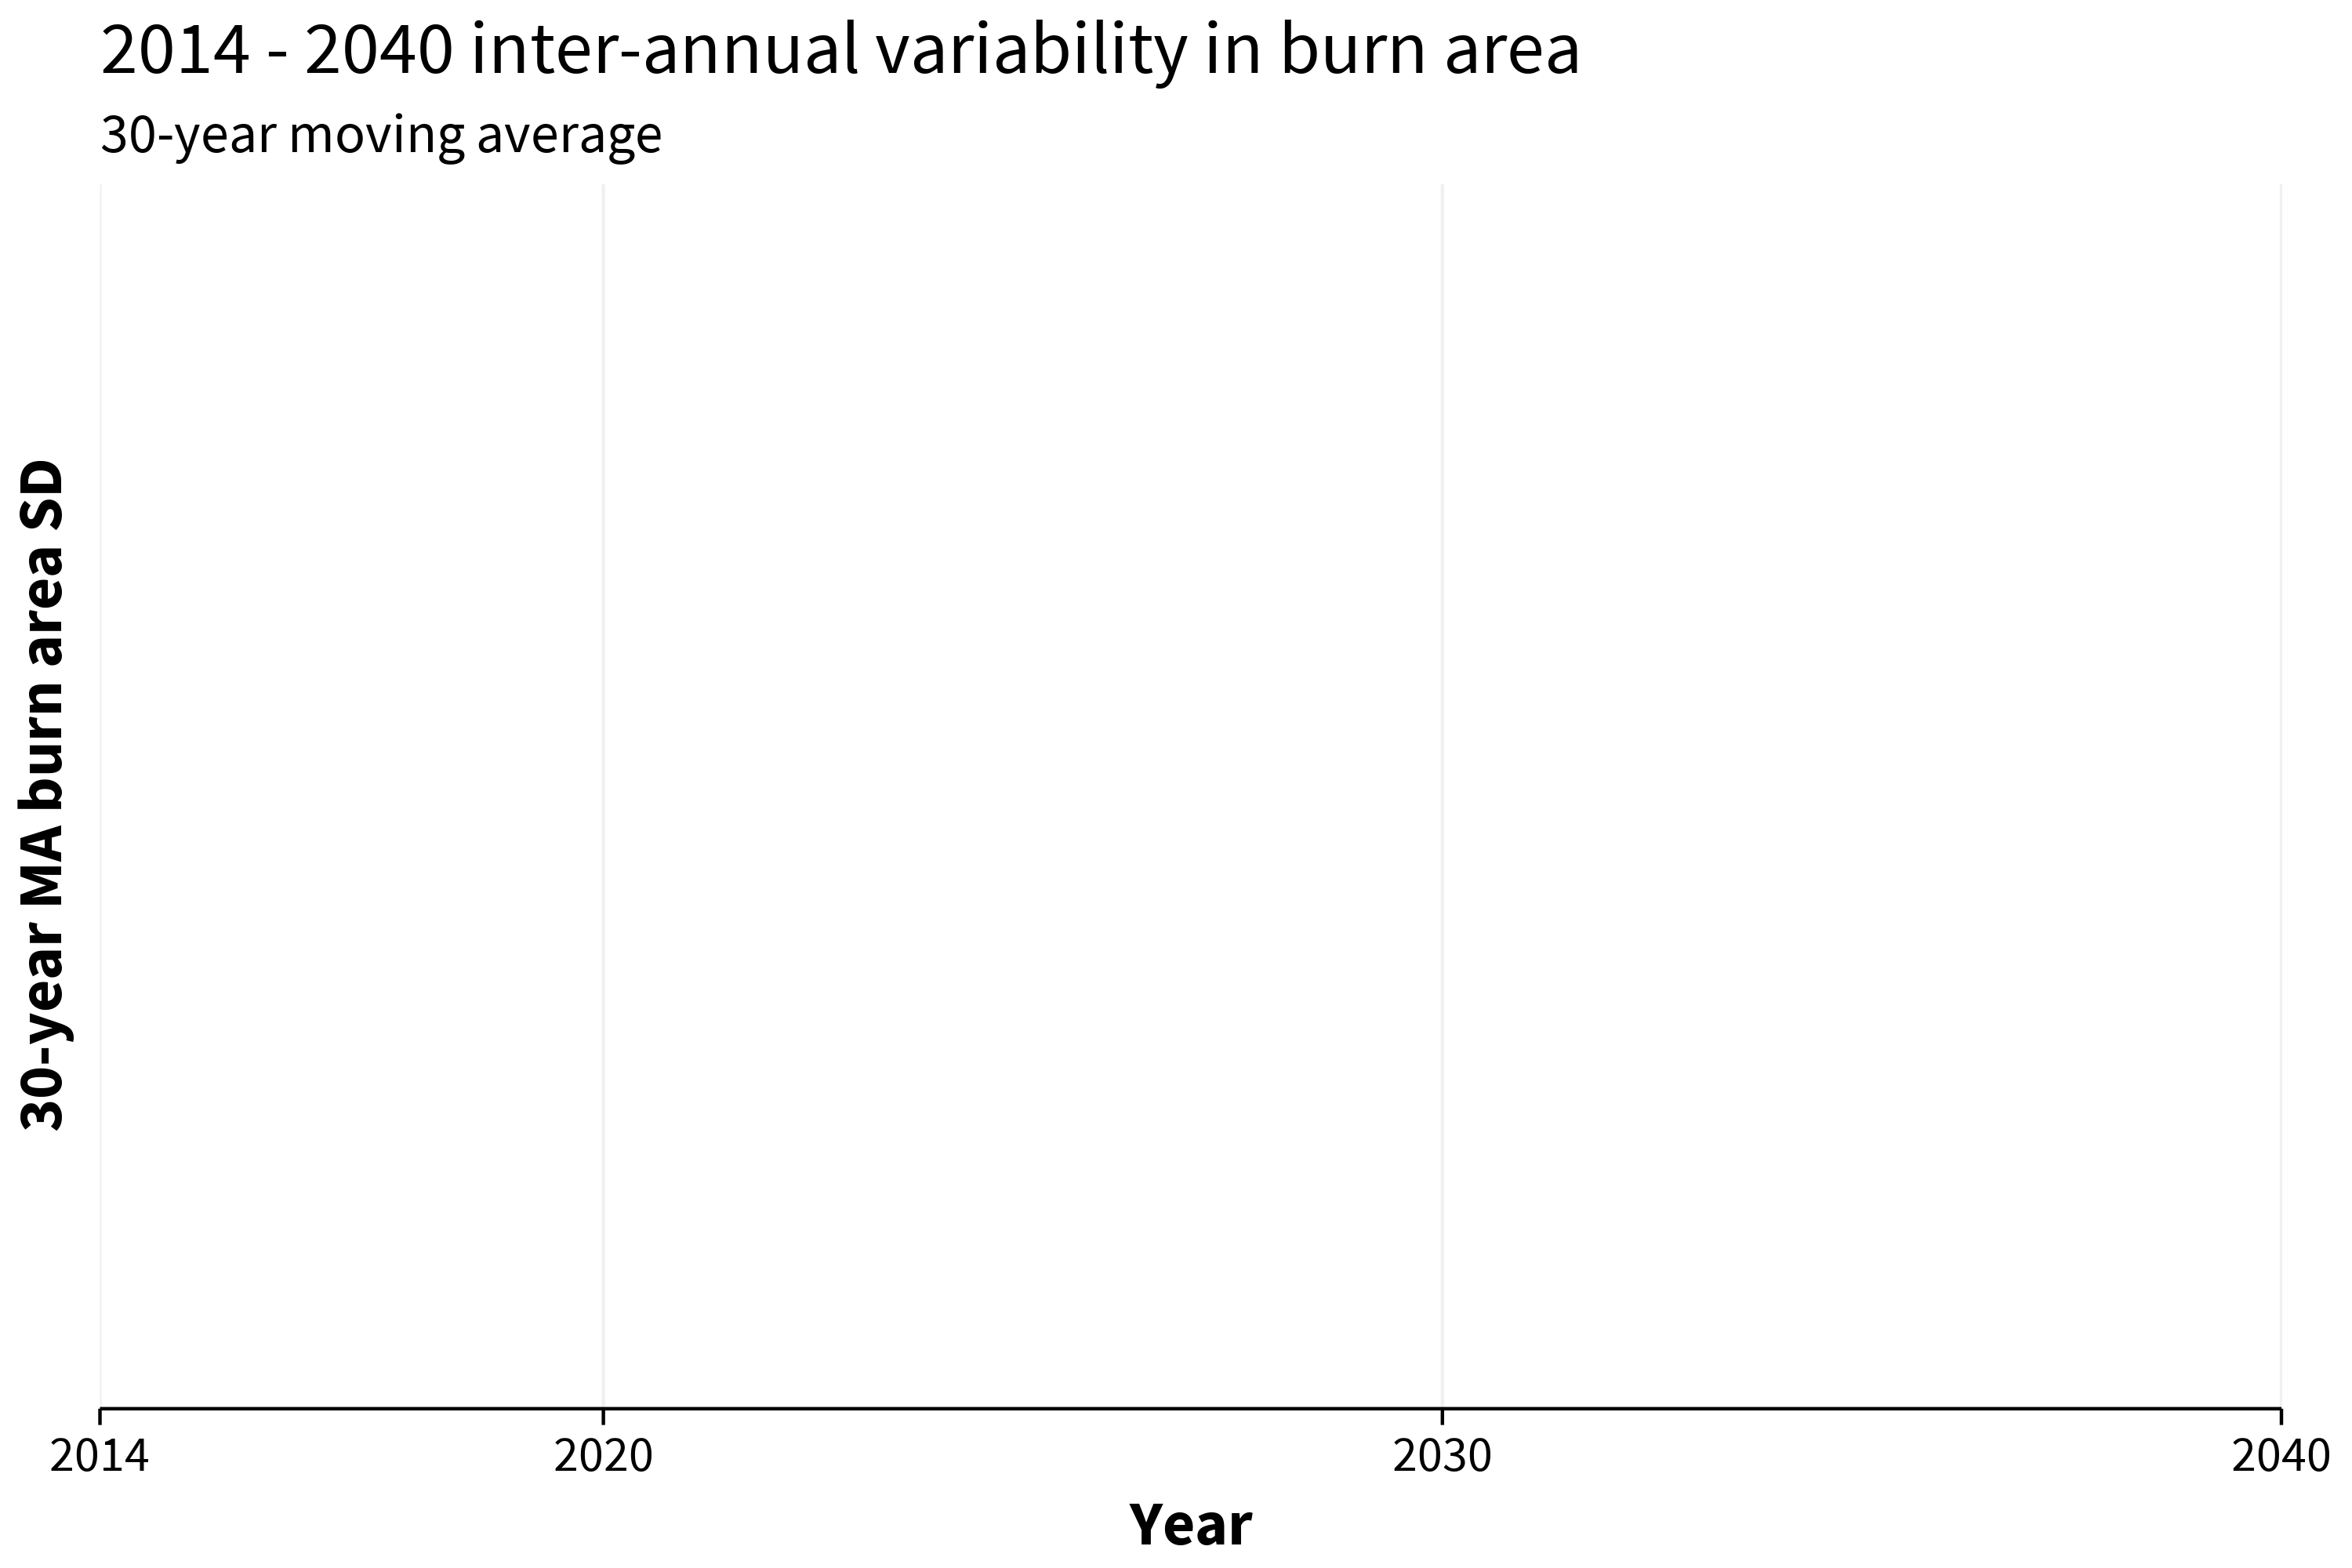 2014 - 2040 inter-annual variability in burn area
30-year moving average
30-year MA burn area SD
2014 2020 2030 2040
Year